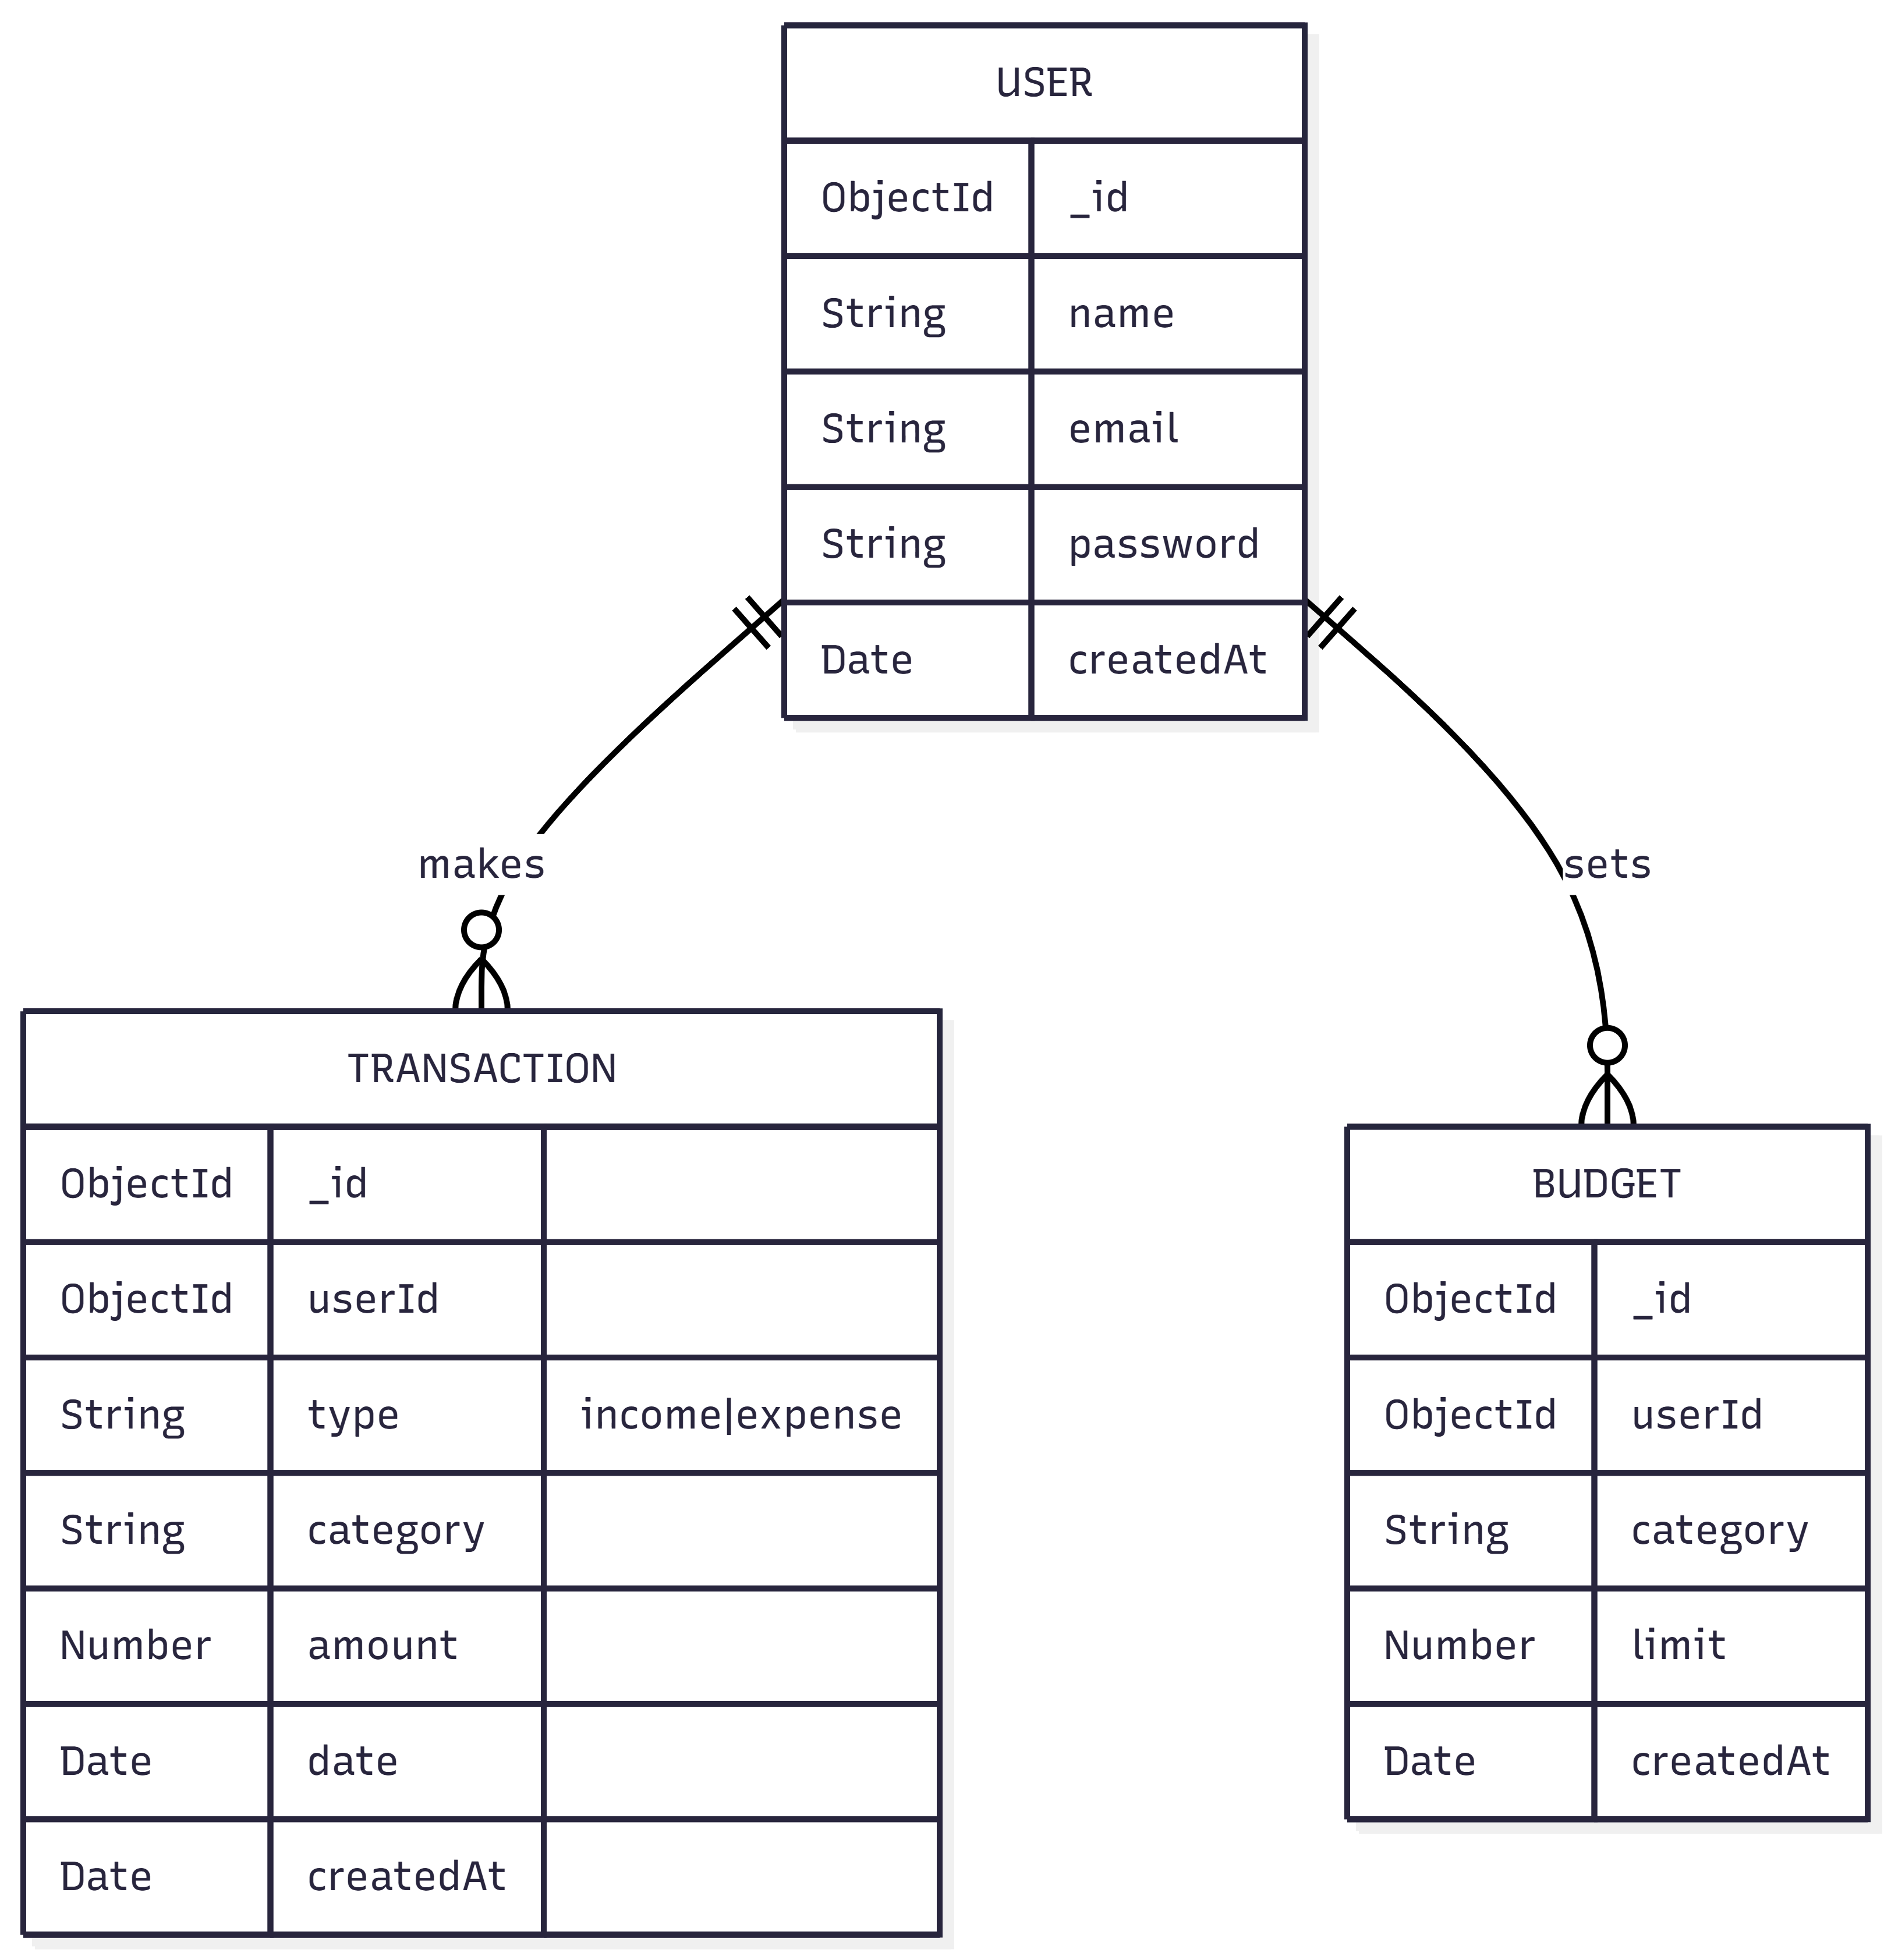 USER
ObjectId _id
String name
String email
String password
Date createdAt
makes
sets
TRANSACTION
ObjectId _id
ObjectId userId
String type income|expense
String category
Number amount
Date date
Date createdAt
BUDGET
ObjectId _id
ObjectId userId
String category
Number limit
Date createdAt